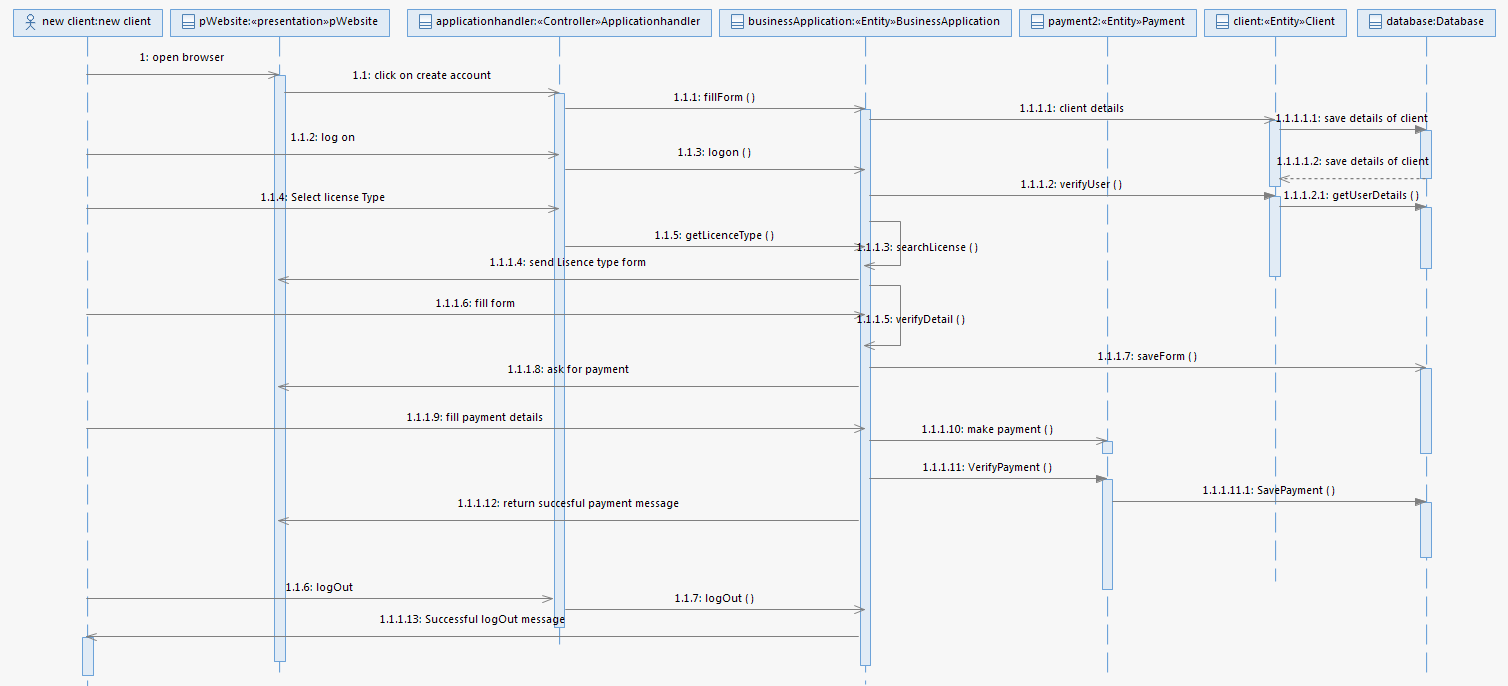 new client:new client
pWebsite:«presentation»pWebsite
applicationhandler:«Controller»Applicationhandler
businessApplication:«Entity»BusinessApplication
payment2:«Entity»Payment
client:«Entity»Client
database:Database
1: open browser
1.1: click on create account
1.1.1: fillForm ( )
1.1.1.1: client details
1.1.1.1.1: save details of client
1.1.2: log on
1.1.3: logon ( )
1.1.1.1.2: save details of client
1.1.1.2: verifyUser ( )
1.1.4: Select license Type
1.1.1.2.1: getUserDetails ( )
1.1.5: getLicenceType ( )
1.1.1.3: searchLicense ( )
1.1.1.4: send Lisence type form
1.1.1.6: fill form
1.1.1.5: verifyDetail ( )
1.1.1.7: saveForm ( )
1.1.1.8: ask for payment
1.1.1.9: fill payment details
1.1.1.10: make payment ( )
1.1.1.11: VerifyPayment ( )
1.1.1.11.1: SavePayment ( )
1.1.1.12: return succesful payment message
1.1.6: logOut
1.1.7: logOut ( )
1.1.1.13: Successful logOut message